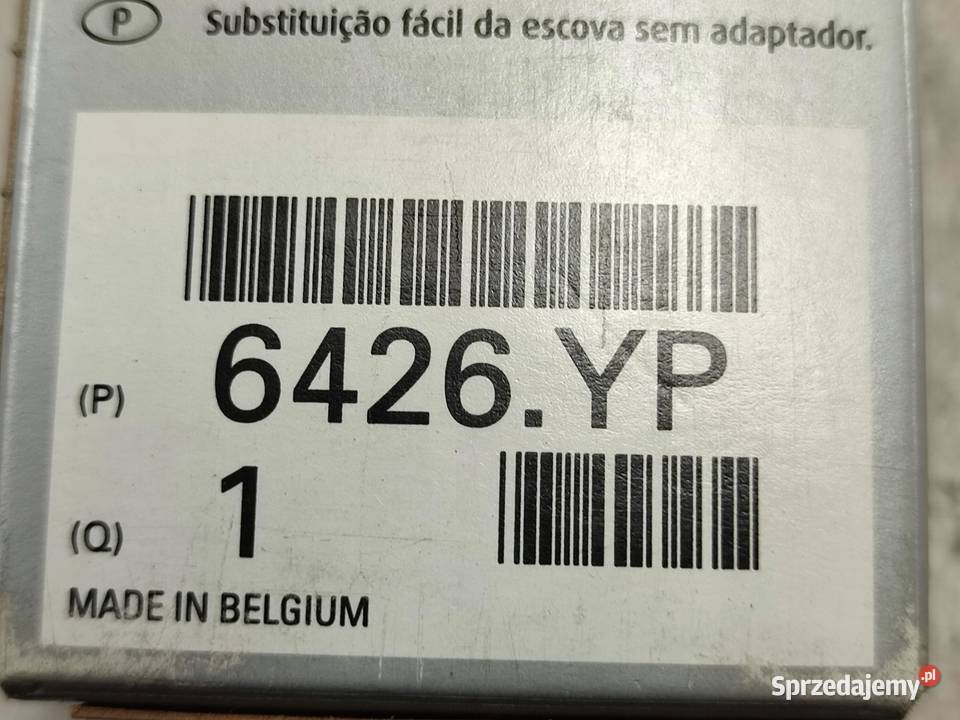 P Substituição fácil da escova sem adaptador.
(P) 6426.YP
(Q) 1
MADE IN BELGIUM
Sprzedajemy.pl